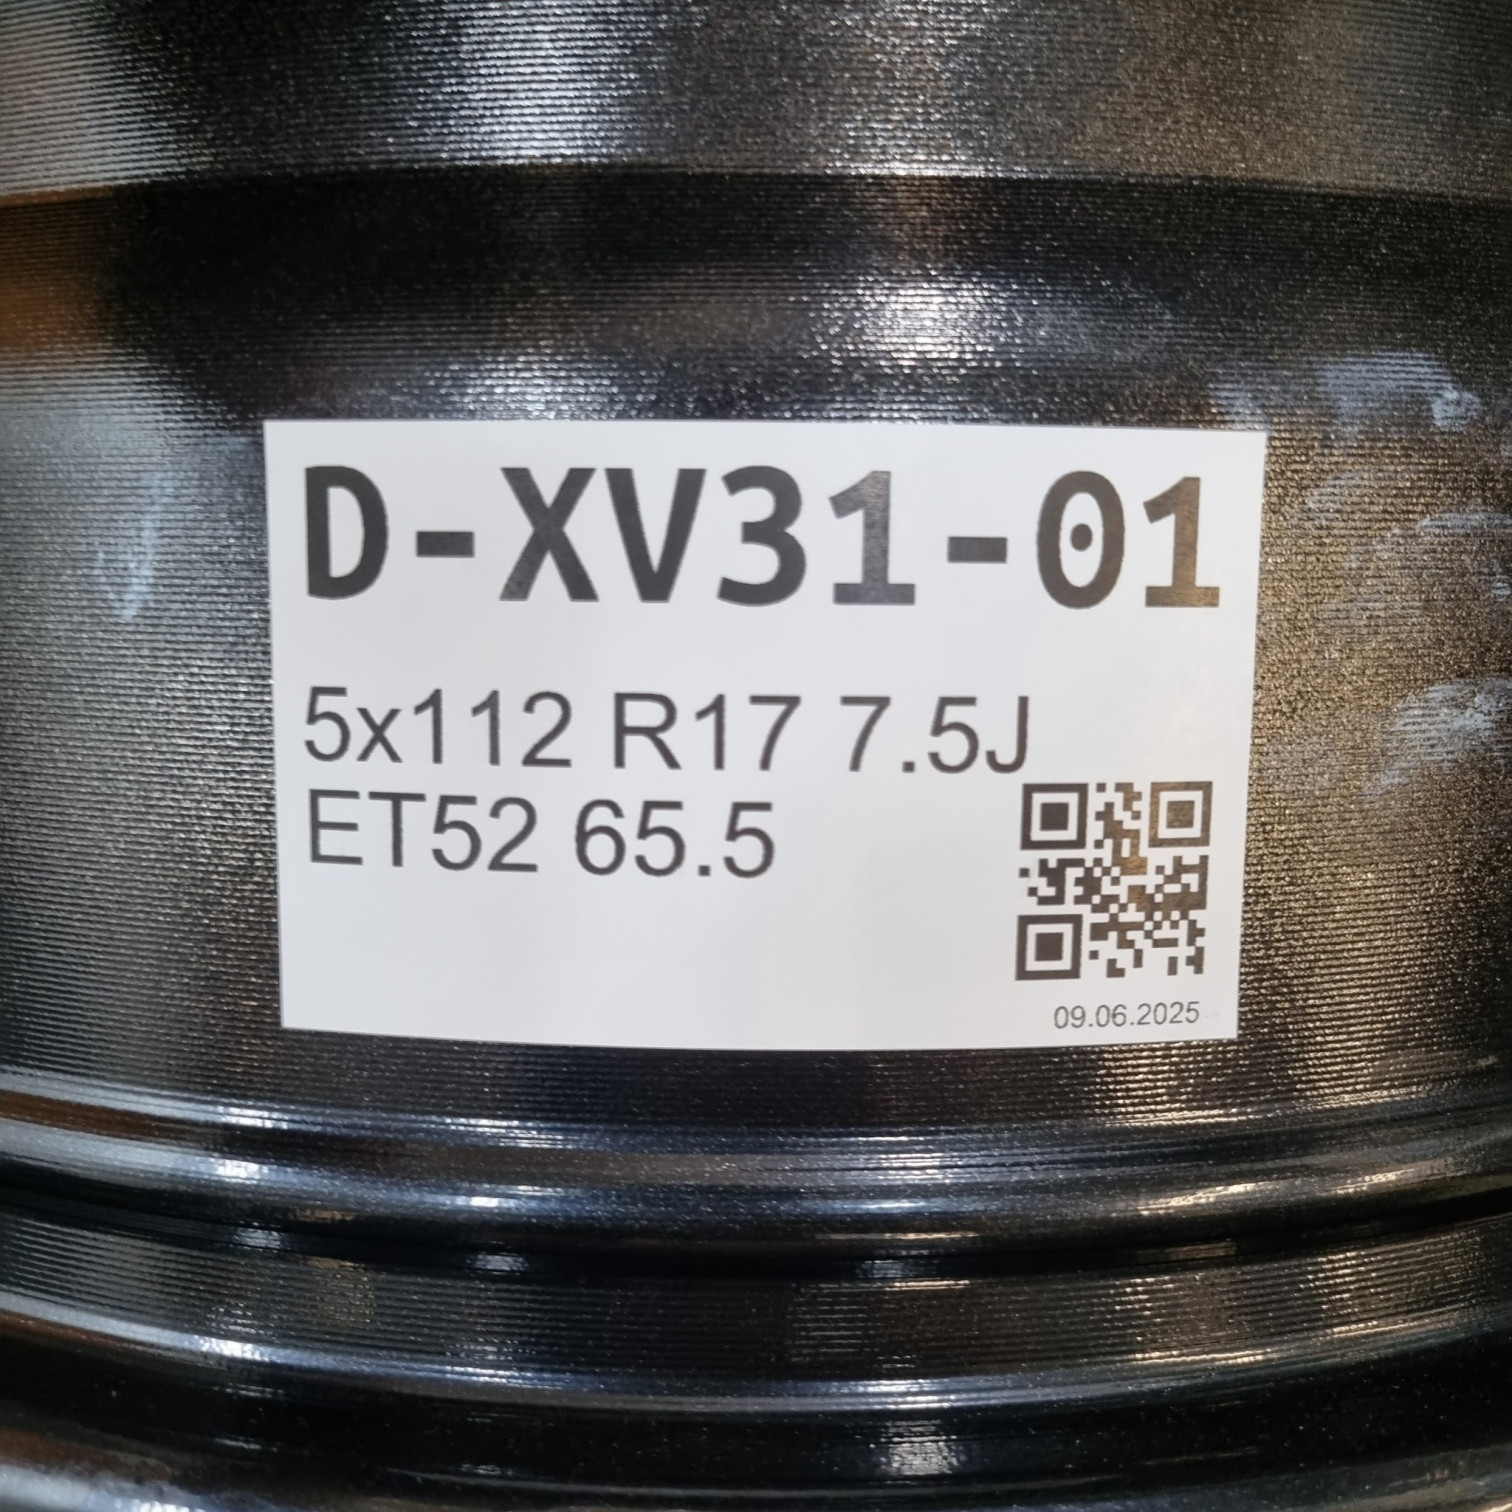 D-XV31-01
5x112 R17 7.5J
ET52 65.5
09.06.2025